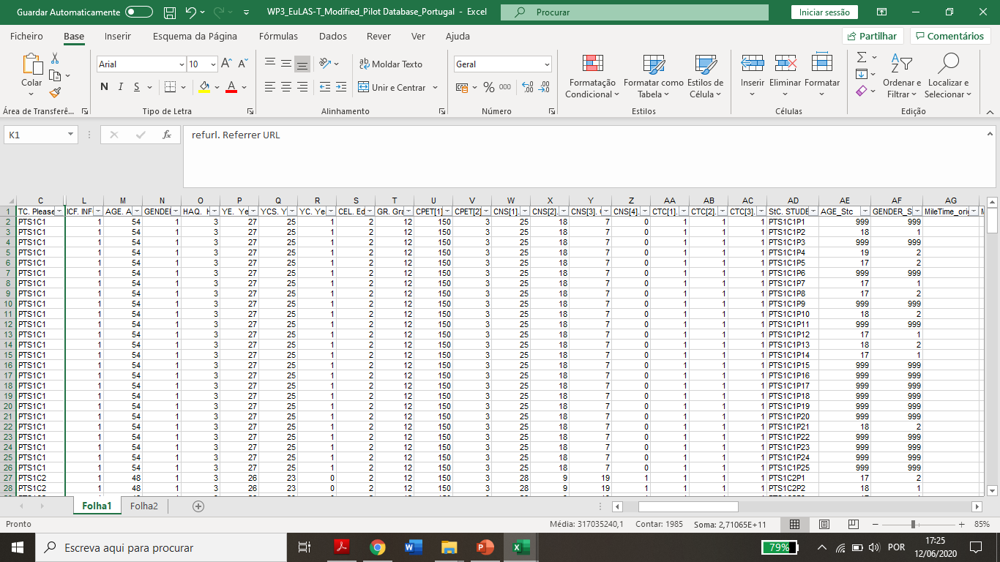 Guardar Automaticamente WP3_EuLAS-T_Modified_Pilot Database_Portugal - Excel Procurar Iniciar sessão
Ficheiro Base Inserir Esquema da Página Fórmulas Dados Rever Ver Ajuda Partilhar Comentários
Colar Arial 10 Moldar Texto Geral Formatação Condicional Formatar como Tabela Estilos de Célula Inserir Eliminar Formatar Ordenar e Filtrar Localizar e Selecionar
N I S Unir e Centrar % 000
Área de Transferê... Tipo de Letra Alinhamento Número Estilos Células Edição
K1 fx refurl. Referrer URL
C L M N O P Q R S T U V W X Y Z AA AB AC AD AE AF AG
1 TC. Please ICF. INFO AGE. A GENDER HAQ. H YE. Ye YCS. Y YC. Ye CEL. Ed GR. Gra CPET[1] CPET[2] CNS[1]. CNS[2]. CNS[3]. CNS[4]. CTC[1]. CTC[2]. CTC[3]. StC. STUDE AGE_Stc GENDER_S MileTime_orig
2 PTS1C1 1 54 1 3 27 25 1 2 12 150 3 25 18 7 0 1 1 1 PTS1C1P1 999 999
3 PTS1C1 1 54 1 3 27 25 1 2 12 150 3 25 18 7 0 1 1 1 PTS1C1P2 18 1
4 PTS1C1 1 54 1 3 27 25 1 2 12 150 3 25 18 7 0 1 1 1 PTS1C1P3 999 999
5 PTS1C1 1 54 1 3 27 25 1 2 12 150 3 25 18 7 0 1 1 1 PTS1C1P4 19 2
6 PTS1C1 1 54 1 3 27 25 1 2 12 150 3 25 18 7 0 1 1 1 PTS1C1P5 17 2
7 PTS1C1 1 54 1 3 27 25 1 2 12 150 3 25 18 7 0 1 1 1 PTS1C1P6 999 999
8 PTS1C1 1 54 1 3 27 25 1 2 12 150 3 25 18 7 0 1 1 1 PTS1C1P7 17 1
9 PTS1C1 1 54 1 3 27 25 1 2 12 150 3 25 18 7 0 1 1 1 PTS1C1P8 17 2
10 PTS1C1 1 54 1 3 27 25 1 2 12 150 3 25 18 7 0 1 1 1 PTS1C1P9 999 999
11 PTS1C1 1 54 1 3 27 25 1 2 12 150 3 25 18 7 0 1 1 1 PTS1C1P10 18 2
12 PTS1C1 1 54 1 3 27 25 1 2 12 150 3 25 18 7 0 1 1 1 PTS1C1P11 999 999
13 PTS1C1 1 54 1 3 27 25 1 2 12 150 3 25 18 7 0 1 1 1 PTS1C1P12 17 1
14 PTS1C1 1 54 1 3 27 25 1 2 12 150 3 25 18 7 0 1 1 1 PTS1C1P13 18 2
15 PTS1C1 1 54 1 3 27 25 1 2 12 150 3 25 18 7 0 1 1 1 PTS1C1P14 17 1
16 PTS1C1 1 54 1 3 27 25 1 2 12 150 3 25 18 7 0 1 1 1 PTS1C1P15 999 999
17 PTS1C1 1 54 1 3 27 25 1 2 12 150 3 25 18 7 0 1 1 1 PTS1C1P16 999 999
18 PTS1C1 1 54 1 3 27 25 1 2 12 150 3 25 18 7 0 1 1 1 PTS1C1P17 999 999
19 PTS1C1 1 54 1 3 27 25 1 2 12 150 3 25 18 7 0 1 1 1 PTS1C1P18 999 999
20 PTS1C1 1 54 1 3 27 25 1 2 12 150 3 25 18 7 0 1 1 1 PTS1C1P19 999 999
21 PTS1C1 1 54 1 3 27 25 1 2 12 150 3 25 18 7 0 1 1 1 PTS1C1P20 999 999
22 PTS1C1 1 54 1 3 27 25 1 2 12 150 3 25 18 7 0 1 1 1 PTS1C1P21 18 2
23 PTS1C1 1 54 1 3 27 25 1 2 12 150 3 25 18 7 0 1 1 1 PTS1C1P22 999 999
24 PTS1C1 1 54 1 3 27 25 1 2 12 150 3 25 18 7 0 1 1 1 PTS1C1P23 999 999
25 PTS1C1 1 54 1 3 27 25 1 2 12 150 3 25 18 7 0 1 1 1 PTS1C1P24 999 999
26 PTS1C1 1 54 1 3 27 25 1 2 12 150 3 25 18 7 0 1 1 1 PTS1C1P25 999 999
27 PTS1C2 1 48 1 3 26 23 0 2 12 150 3 28 9 19 1 1 1 1 PTS1C2P1 17 2
28 PTS1C2 1 48 1 3 26 23 0 2 12 150 3 28 9 19 1 1 1 1 PTS1C2P2 18 1
Folha1 Folha2
Pronto Média: 317035240,1 Contar: 1985 Soma: 2,71065E+11 85%
Escreva aqui para procurar 79% POR 17:25
12/06/2020